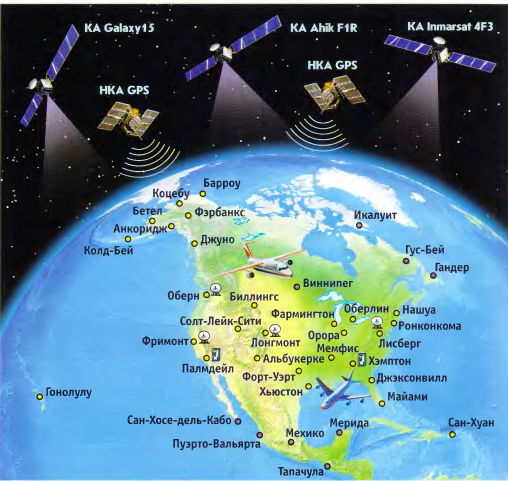 КА Galaxy15
КА Ahik F1R
КА Inmarsat 4F3
НКА GPS
НКА GPS
Барроу
Коцебу
Бетел
Фэрбанкс
Анкоридж
Икалуит
Колд-Бей
Джуно
Гус-Бей
Гандер
Виннипег
Оберн
Биллингс
Оберлин
Нашуа
Фармингтон
Ронконкома
Солт-Лейк-Сити
Орора
Лисберг
Фримонт
Лонгмонт
Мемфис
Альбукерке
Хэмптон
Палмдейл
Форт-Уэрт
Джэксонвилл
Хьюстон
Майами
Гонолулу
Сан-Хосе-дель-Кабо
Мерида
Сан-Хуан
Пуэрто-Вальярта
Мехико
Тапачула